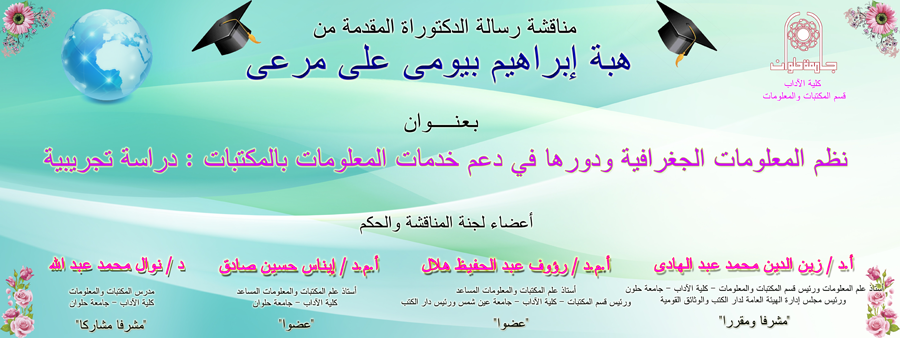 مناقشة رسالة الدكتوراة المقدمة من
هبة إبراهيم بيومى على مرعى
جامعة حلوان
كلية الآداب
قسم المكتبات والمعلومات
بعنـــــوان
نظم المعلومات الجغرافية ودورها في دعم خدمات المعلومات بالمكتبات : دراسة تجريبية
أعضاء لجنة المناقشة والحكم
أ.د / زين الدين محمد عبد الهادى
أستاذ علم المعلومات ورئيس قسم المكتبات والمعلومات – كلية الآداب – جامعة حلون
ورئيس مجلس إدارة الهيئة العامة لدار الكتب والوثائق القومية
"مشرفا ومقررا"
أ.م.د / رؤوف عبد الحفيظ هلال
أستاذ علم المكتبات والمعلومات المساعد
ورئيس قسم المكتبات – كلية الآداب – جامعة عين شمس ورئيس دار الكتب
"عضوا"
أ.م.د / إيناس حسين صادق
أستاذ علم المكتبات والمعلومات المساعد
كلية الآداب – جامعة حلوان
"عضوا"
د / نوال محمد عبد الله
مدرس المكتبات والمعلومات
كلية الآداب – جامعة حلوان
"مشرفا مشاركا"